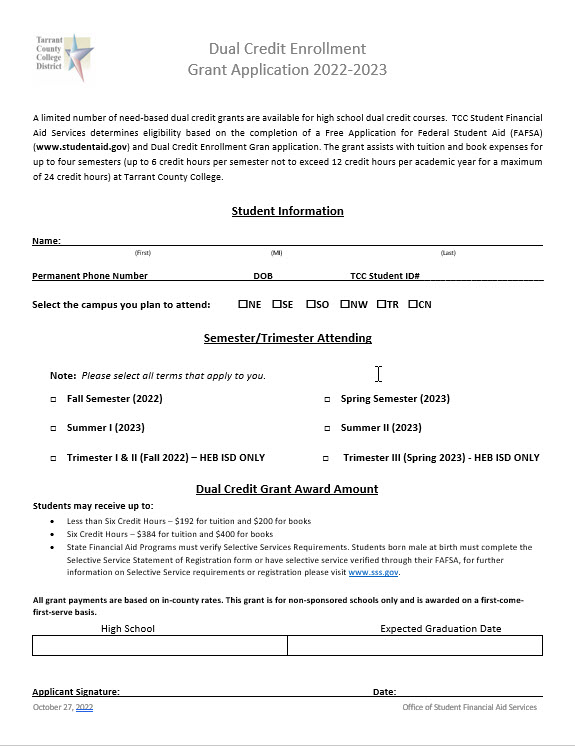 Tarrant
County
College
District
Dual Credit Enrollment
Grant Application 2022-2023
A limited number of need-based dual credit grants are available for high school dual credit courses. TCC Student Financial
Aid Services determines eligibility based on the completion of a Free Application for Federal Student Aid (FAFSA)
(www.studentaid.gov) and Dual Credit Enrollment Gran application. The grant assists with tuition and book expenses for
up to four semesters (up to 6 credit hours per semester not to exceed 12 credit hours per academic year for a maximum
of 24 credit hours) at Tarrant County College.
Student Information
Name:
(First) (MI) (Last)
Permanent Phone Number DOB TCC Student ID#
Select the campus you plan to attend: ☐NE ☐SE ☐SO ☐NW ☐TR ☐CN
Semester/Trimester Attending
Note: Please select all terms that apply to you.
☐ Fall Semester (2022) ☐ Spring Semester (2023)
☐ Summer I (2023) ☐ Summer II (2023)
☐ Trimester I & II (Fall 2022) – HEB ISD ONLY ☐ Trimester III (Spring 2023) - HEB ISD ONLY
Dual Credit Grant Award Amount
Students may receive up to:
• Less than Six Credit Hours – $192 for tuition and $200 for books
• Six Credit Hours – $384 for tuition and $400 for books
• State Financial Aid Programs must verify Selective Services Requirements. Students born male at birth must complete the
Selective Service Statement of Registration form or have selective service verified through their FAFSA, for further
information on Selective Service requirements or registration please visit www.sss.gov.
All grant payments are based on in-county rates. This grant is for non-sponsored schools only and is awarded on a first-come-
first-serve basis.
High School Expected Graduation Date
Applicant Signature: Date:
October 27, 2022 Office of Student Financial Aid Services